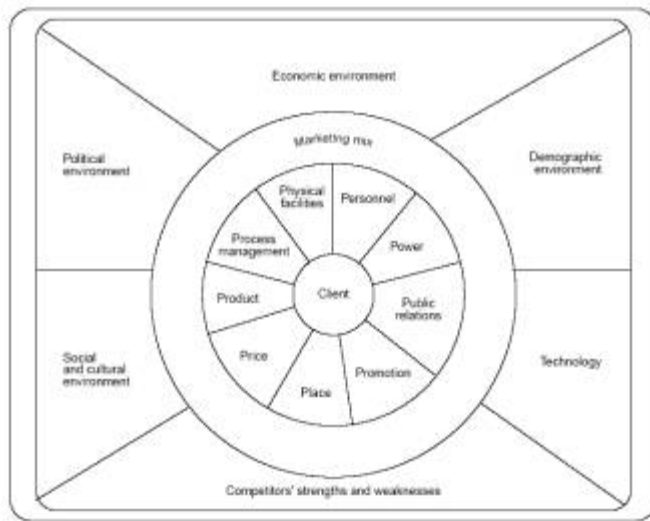 Economic environment
Marketing mix
Political
environment
Demographic
environment
Physical
facilities
Personnel
Process
management
Power
Client
Product
Public
relations
Price
Promotion
Place
Social
and cultural
environment
Technology
Competitors' strengths and weaknesses